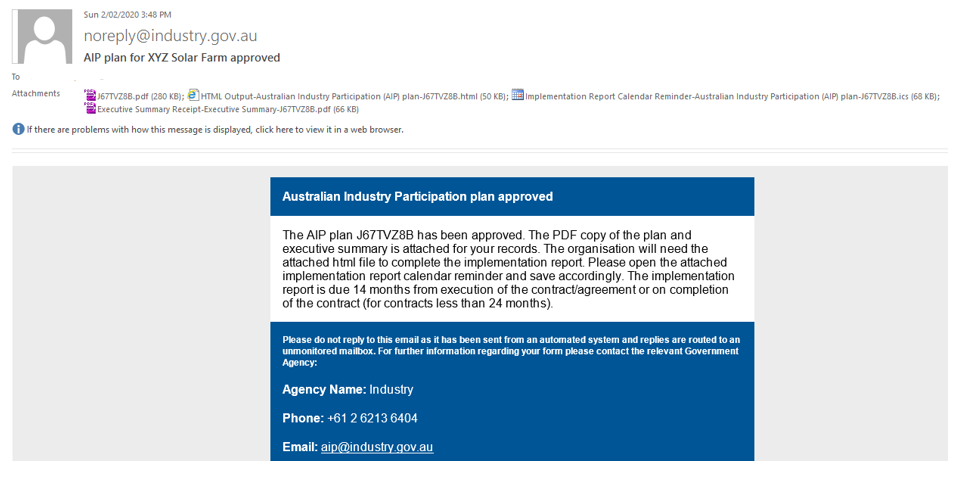 Sun 2/02/2020 3:48 PM
noreply@industry.gov.au
AIP plan for XYZ Solar Farm approved
To
Attachments
J67TVZ8B.pdf (280 KB); HTML Output-Australian Industry Participation (AIP) plan-J67TVZ8B.html (50 KB); Implementation Report Calendar Reminder-Australian Industry Participation (AIP) plan-J67TVZ8B.ics (68 KB);
Executive Summary Receipt-Executive Summary-J67TVZ8B.pdf (66 KB)
If there are problems with how this message is displayed, click here to view it in a web browser.
Australian Industry Participation plan approved
The AIP plan J67TVZ8B has been approved. The PDF copy of the plan and
executive summary is attached for your records. The organisation will need the
attached html file to complete the implementation report. Please open the attached
implementation report calendar reminder and save accordingly. The implementation
report is due 14 months from execution of the contract/agreement or on completion
of the contract (for contracts less than 24 months).
Please do not reply to this email as it has been sent from an automated system and replies are routed to an
unmonitored mailbox. For further information regarding your form please contact the relevant Government
Agency:
Agency Name: Industry
Phone: +61 2 6213 6404
Email: aip@industry.gov.au